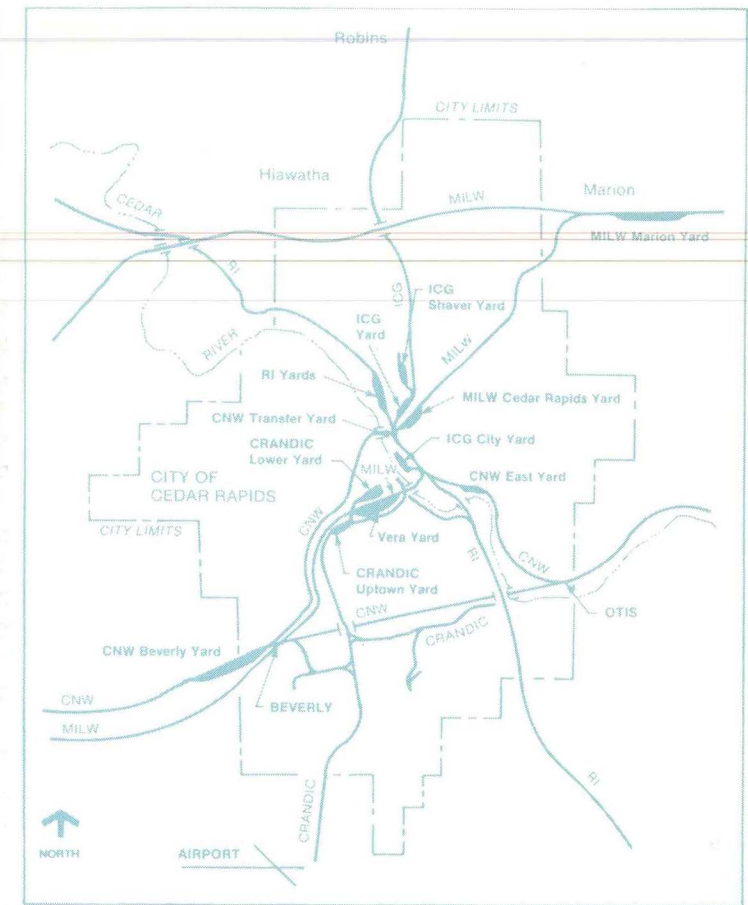 Robins
CITY LIMITS
Hiawatha
MILW
Marion
CEDAR
MILW Marion Yard
RI
ICG
ICG
Shaver Yard
ICG
Yard
MILW
RIVER
RI Yards
MILW Cedar Rapids Yard
CNW Transfer Yard
ICG City Yard
CRANDIC
Lower Yard
MILW
CNW East Yard
CITY OF
CEDAR RAPIDS
CNW
CITY LIMITS
Vera Yard
RI
CNW
CRANDIC
Uptown Yard
CNW
OTIS
CRANDIC
CNW Beverly Yard
CNW
BEVERLY
MILW
CRANDIC
RI
NORTH
AIRPORT